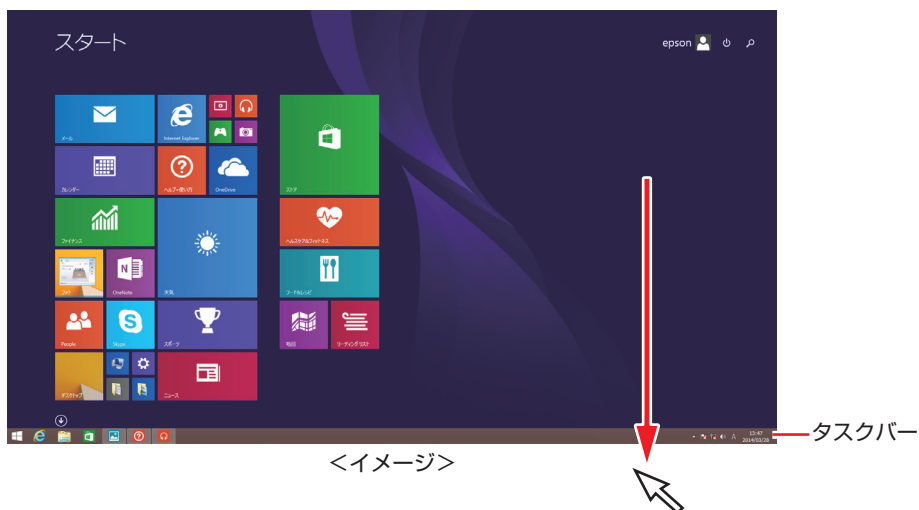 スタート
epson
メール
Internet Explorer
カレンダー
ヘルプ+使い方
OneDrive
ストア
ファイナンス
天気
ヘルスケア&フィットネス
フォト
OneNote
フード&レシピ
People
Skype
スポーツ
地図
リーディングリスト
デスクトップ
ニュース
A
13:47
2014/03/28
タスクバー
<イメージ>